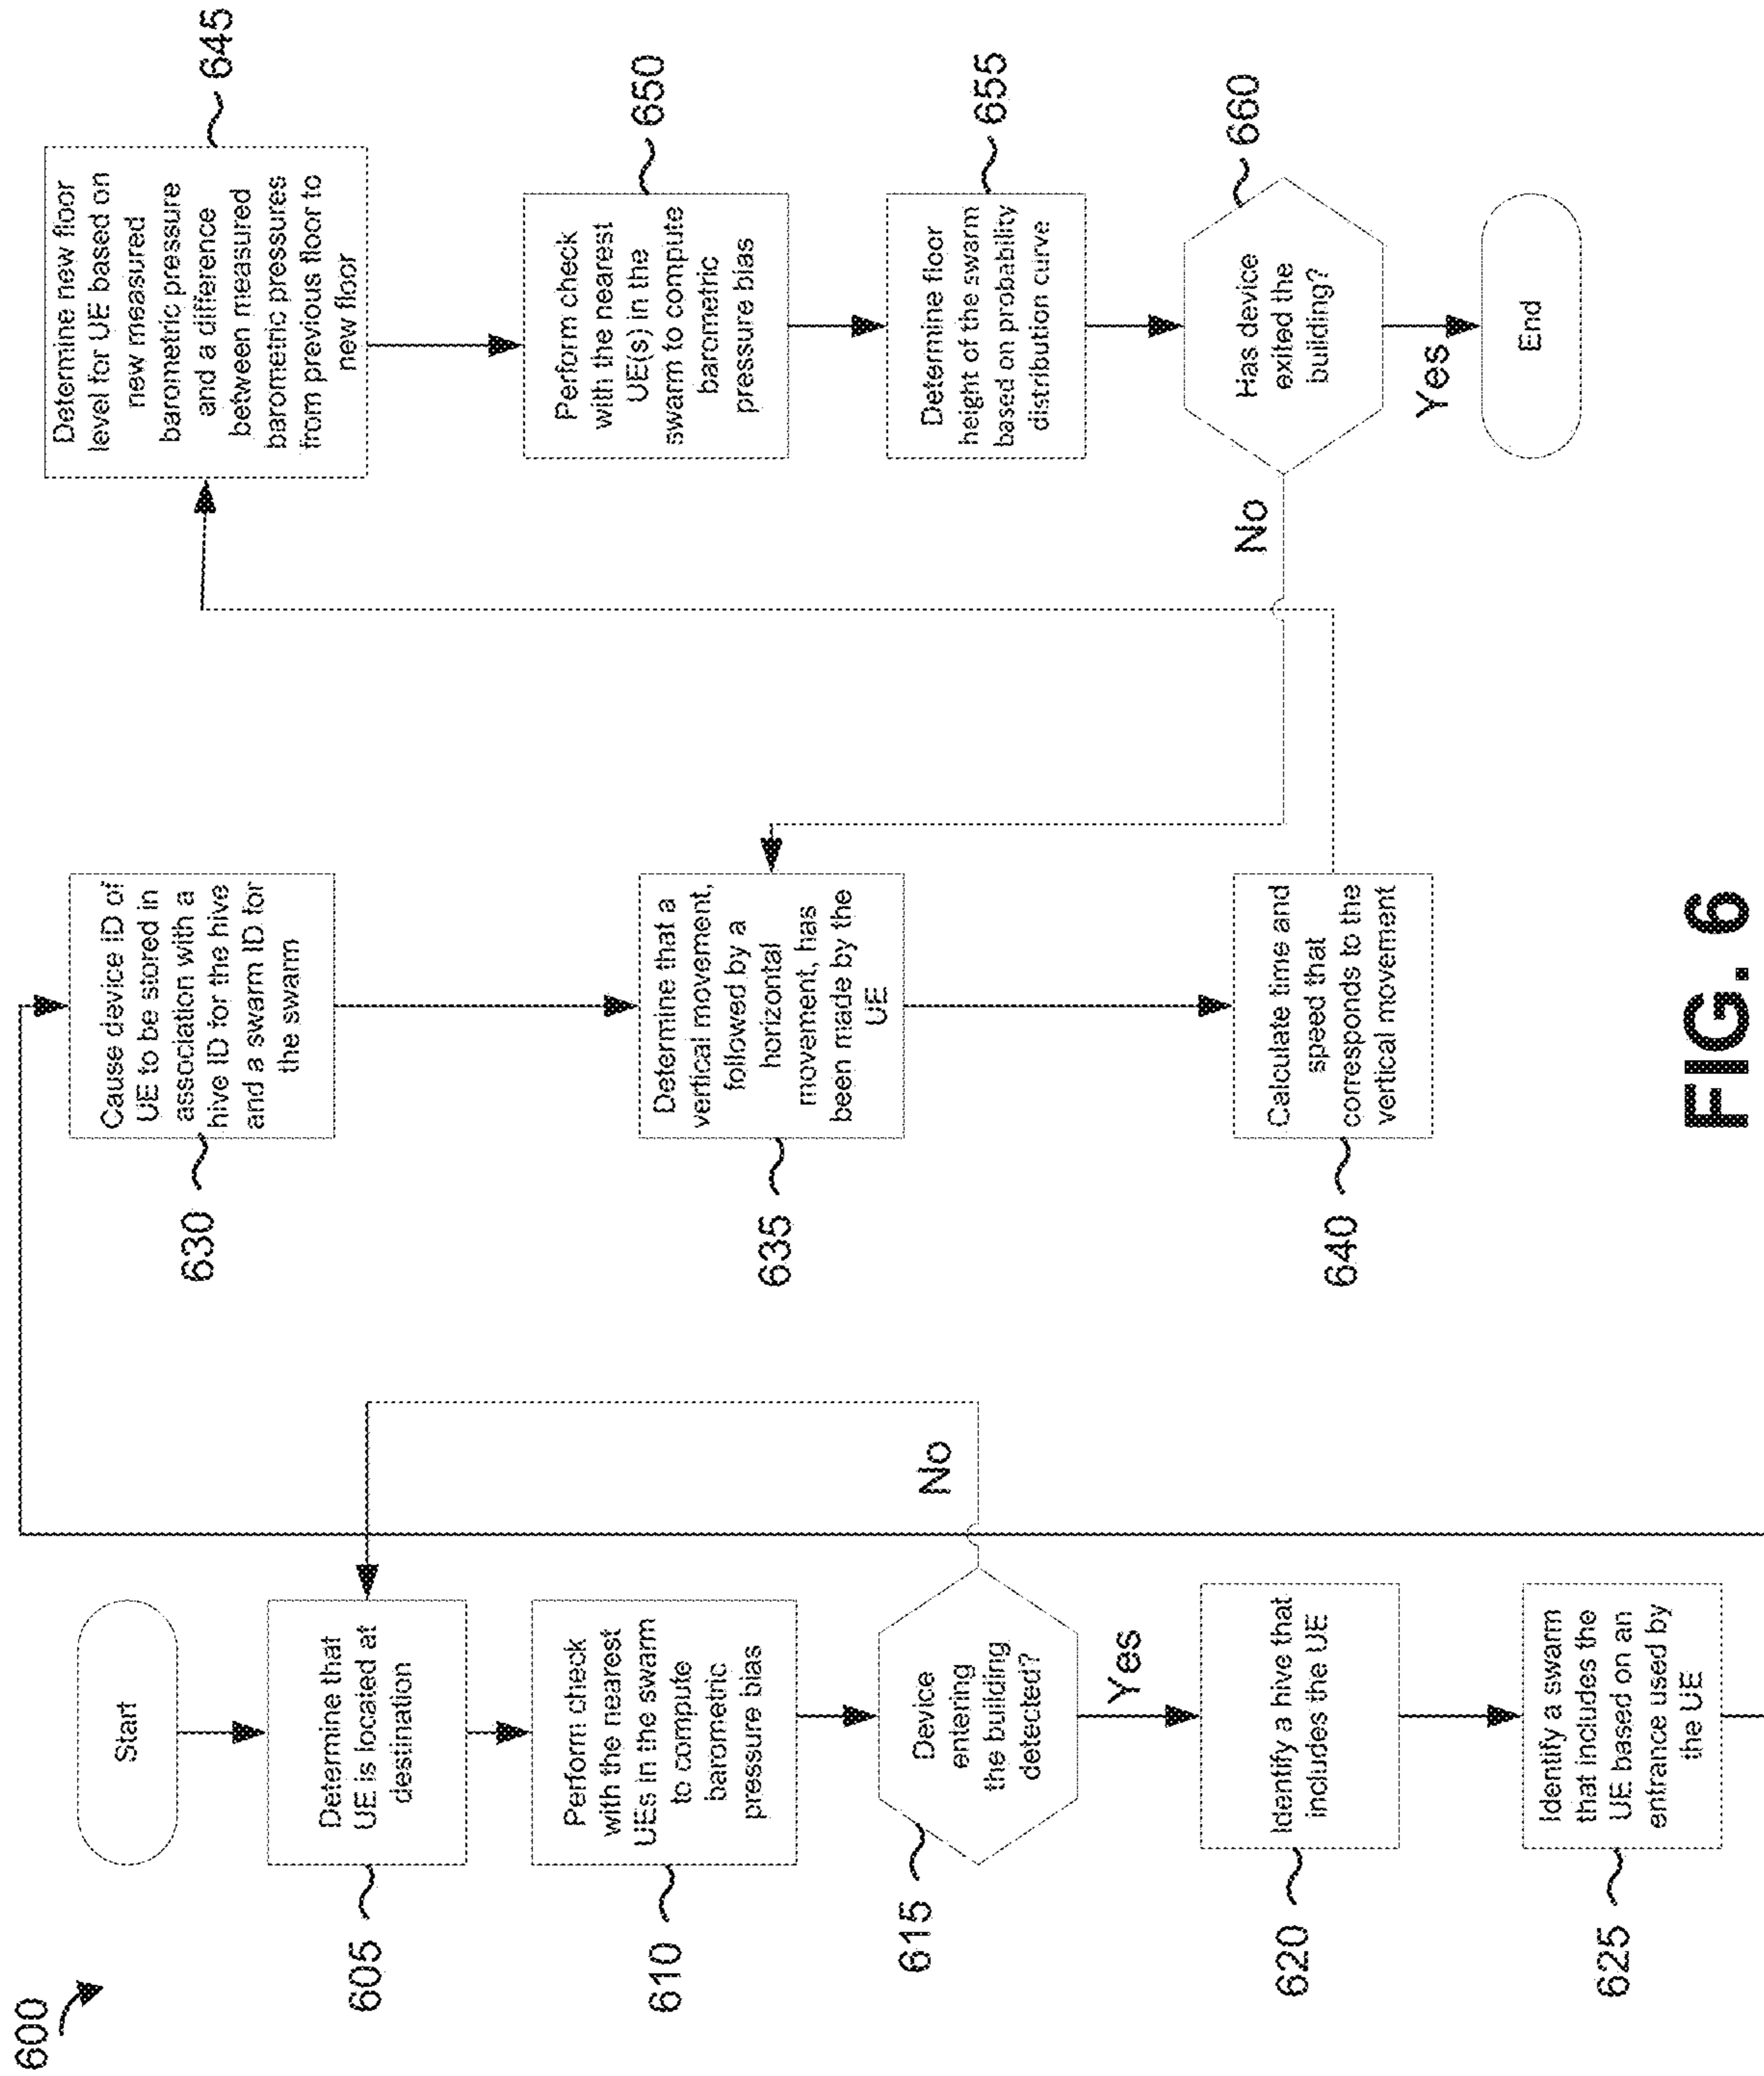 600
Start
605
Determine that
UE is located at
destination
610
Perform check
with the nearest
UEs in the swarm
to compute
barometric
pressure bias
615
Device
entering
the building
detected?
No
Yes
620
Identify a hive that
includes the UE
625
Identify a swarm
that includes the
UE based on an
entrance used by
the UE
630
Cause device ID of
UE to be stored in
association with a
hive ID for the hive
and a swarm ID for
the swarm
635
Determine that a
vertical movement,
followed by a
horizontal
movement, has
been made by the
UE
640
Calculate time and
speed that
corresponds to the
vertical movement
645
Determine new floor
level for UE based on
new measured
barometric pressure
and a difference
between measured
barometric pressures
from previous floor to
new floor
650
Perform check
with the nearest
UE(s) in the
swarm to compute
barometric
pressure bias
655
Determine floor
height of the swarm
based on probability
distribution curve
660
Has device
exited the
building?
No
Yes
End
FIG. 6